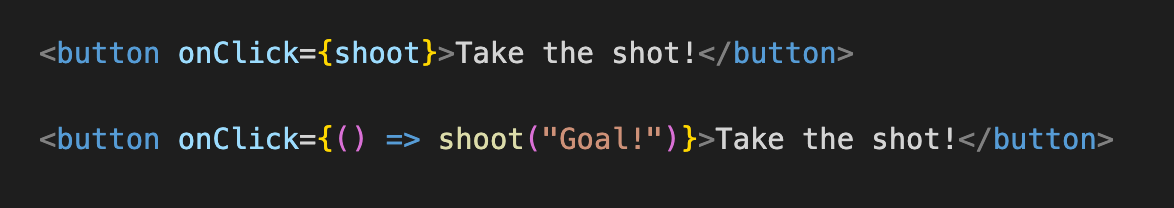 <button onClick={shoot}>Take the shot!</button>
<button onClick={() => shoot("Goal!")}>Take the shot!</button>